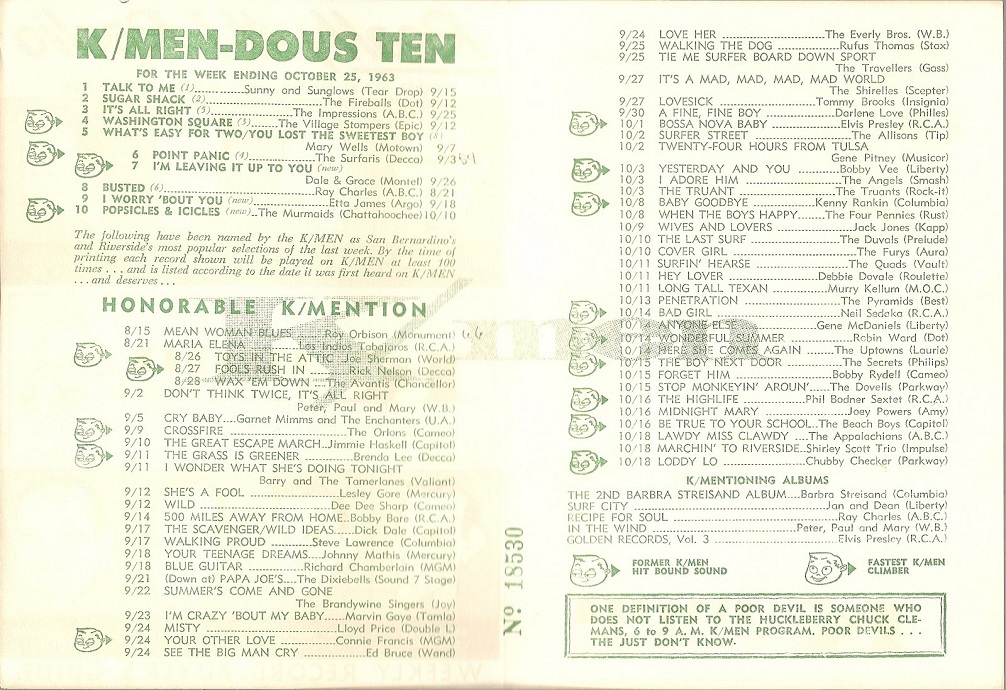 K/MEN-DOUS TEN
FOR THE WEEK ENDING OCTOBER 25, 1963
1 TALK TO ME (1)..........Sunny and Sunglows (Tear Drop) 9/15
2 SUGAR SHACK (2)..........The Fireballs (Dot) 9/12
3 IT'S ALL RIGHT (5)..........The Impressions (A.B.C.) 9/25
4 WASHINGTON SQUARE (3)..........The Village Stompers (Epic) 9/12
5 WHAT'S EASY FOR TWO/YOU LOST THE SWEETEST BOY (8)
Mary Wells (Motown) 9/7
6 POINT PANIC (4)..........The Surfaris (Decca) 9/3 64
7 I'M LEAVING IT UP TO YOU (new)
Dale & Grace (Montel) 9/26
8 BUSTED (6)..........Ray Charles (A.B.C.) 8/21
9 I WORRY 'BOUT YOU (new)..........Etta James (Argo) 9/18
10 POPSICLES & ICICLES (new)..The Murmaids (Chattahoochee) 10/10
The following have been named by the K/MEN as San Bernardino's
and Riverside's most popular selections of the last week. By the time of
printing each record shown will be played on K/MEN at least 100
times . . . and is listed according to the date it was first heard on K/MEN
. . . and deserves . . .
HONORABLE K/MENTION
8/15 MEAN WOMAN BLUES..Roy Orbison (Monument) 66
8/21 MARIA ELENA..........Los Indios Tabajaros (R.C.A.)
8/26 TOYS IN THE ATTIC Joe Sherman (World)
8/27 FOOLS RUSH IN ..........Rick Nelson (Decca)
8/28 WAX 'EM DOWN ....The Avantis (Chancellor)
9/2 DON'T THINK TWICE, IT'S ALL RIGHT
Peter, Paul and Mary (W.B.)
9/5 CRY BABY....Garnet Mimms and The Enchanters (U.A.)
9/9 CROSSFIRE ..........The Orlons (Cameo)
9/10 THE GREAT ESCAPE MARCH..Jimmie Haskell (Capitol)
9/11 THE GRASS IS GREENER ..........Brenda Lee (Decca)
9/11 I WONDER WHAT SHE'S DOING TONIGHT
Barry and The Tamerlanes (Valiant)
9/12 SHE'S A FOOL ..........Lesley Gore (Mercury)
9/12 WILD ..........Dee Dee Sharp (Cameo)
9/14 500 MILES AWAY FROM HOME..Bobby Bare (R.C.A.)
9/17 THE SCAVENGER/WILD IDEAS.....Dick Dale (Capitol)
9/17 WALKING PROUD ..........Steve Lawrence (Columbia)
9/18 YOUR TEENAGE DREAMS....Johnny Mathis (Mercury)
9/18 BLUE GUITAR ..........Richard Chamberlain (MGM)
9/21 (Down at) PAPA JOE'S....The Dixiebells (Sound 7 Stage)
9/22 SUMMER'S COME AND GONE
The Brandywine Singers (Joy)
9/23 I'M CRAZY 'BOUT MY BABY......Marvin Gaye (Tamla)
9/24 MISTY ..........Lloyd Price (Double L)
9/24 YOUR OTHER LOVE ..........Connie Francis (MGM)
9/24 SEE THE BIG MAN CRY ..........Ed Bruce (Wand)
Nº 18530
9/24 LOVE HER ..........The Everly Bros. (W.B.)
9/25 WALKING THE DOG ..........Rufus Thomas (Stax)
9/25 TIE ME SURFER BOARD DOWN SPORT
The Travellers (Gass)
9/27 IT'S A MAD, MAD, MAD, MAD WORLD
The Shirelles (Scepter)
9/27 LOVESICK ..........Tommy Brooks (Insignia)
9/30 A FINE, FINE BOY ..........Darlene Love (Philles)
10/1 BOSSA NOVA BABY ..........Elvis Presley (R.C.A.)
10/2 SURFER STREET ..........The Allisons (Tip)
10/2 TWENTY-FOUR HOURS FROM TULSA
Gene Pitney (Musicor)
10/3 YESTERDAY AND YOU ..........Bobby Vee (Liberty)
10/3 I ADORE HIM ..........The Angels (Smash)
10/3 THE TRUANT ..........The Truants (Rock-it)
10/8 BABY GOODBYE ..........Kenny Rankin (Columbia)
10/8 WHEN THE BOYS HAPPY......The Four Pennies (Rust)
10/9 WIVES AND LOVERS ..........Jack Jones (Kapp)
10/10 THE LAST SURF ..........The Duvals (Prelude)
10/10 COVER GIRL ..........The Furys (Aura)
10/11 SURFIN' HEARSE ..........The Quads (Vault)
10/11 HEY LOVER ..........Debbie Dovale (Roulette)
10/11 LONG TALL TEXAN ..........Murry Kellum (M.O.C.)
10/13 PENETRATION ..........The Pyramids (Best)
10/14 BAD GIRL ..........Neil Sedaka (R.C.A.)
10/14 ANYONE ELSE ..........Gene McDaniels (Liberty)
10/14 WONDERFUL SUMMER ..........Robin Ward (Dot)
10/14 HERE SHE COMES AGAIN ......The Uptowns (Laurie)
10/15 THE BOY NEXT DOOR ..........The Secrets (Philips)
10/15 FORGET HIM ..........Bobby Rydell (Cameo)
10/15 STOP MONKEYIN' AROUN'......The Dovells (Parkway)
10/16 THE HIGHLIFE ..........Phil Bodner Sextet (R.C.A.)
10/16 MIDNIGHT MARY ..........Joey Powers (Amy)
10/16 BE TRUE TO YOUR SCHOOL..The Beach Boys (Capitol)
10/18 LAWDY MISS CLAWDY ....The Appalachians (A.B.C.)
10/18 MARCHIN' TO RIVERSIDE..Shirley Scott Trio (Impulse)
10/18 LODDY LO ..........Chubby Checker (Parkway)
K/MENTIONING ALBUMS
THE 2ND BARBRA STREISAND ALBUM....Barbra Streisand (Columbia)
SURF CITY ..........Jan and Dean (Liberty)
RECIPE FOR SOUL ..........Ray Charles (A.B.C.)
IN THE WIND ..........Peter, Paul and Mary (W.B.)
GOLDEN RECORDS, Vol. 3 ..........Elvis Presley (R.C.A.)
FORMER K/MEN
HIT BOUND SOUND
FASTEST K/MEN
CLIMBER
ONE DEFINITION OF A POOR DEVIL IS SOMEONE WHO
DOES NOT LISTEN TO THE HUCKLEBERRY CHUCK CLE-
MANS, 6 to 9 A. M. K/MEN PROGRAM. POOR DEVILS . . .
THE JUST DON'T KNOW.